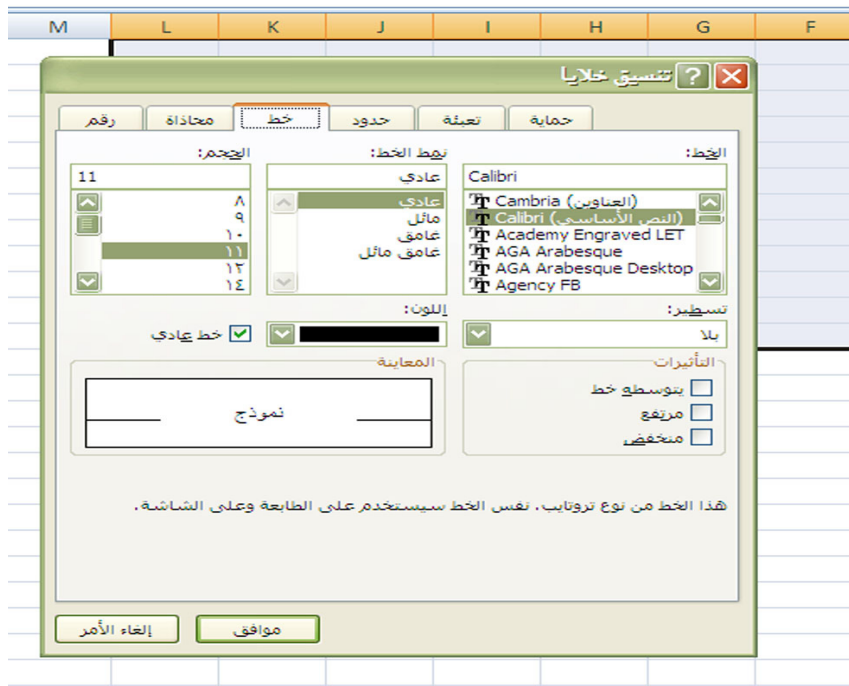 M L K J I H G F
تنسيق خلايا
رقم محاذاة خط حدود تعبئة حماية
الخط:
Calibri
Cambria (العناوين)
Calibri (النص الأساسي)
Academy Engraved LET
AGA Arabesque
AGA Arabesque Desktop
Agency FB
نمط الخط:
عادي
عادي
مائل
غامق
غامق مائل
الحجم:
11
٨
٩
١٠
١١
١٢
١٤
تسطير:
بلا
اللون:
خط عادي
التأثيرات
يتوسطه خط
مرتفع
منخفض
المعاينة
نموذج
هذا الخط من نوع تروتايب. نفس الخط سيستخدم على الطابعة وعلى الشاشة.
موافق
إلغاء الأمر